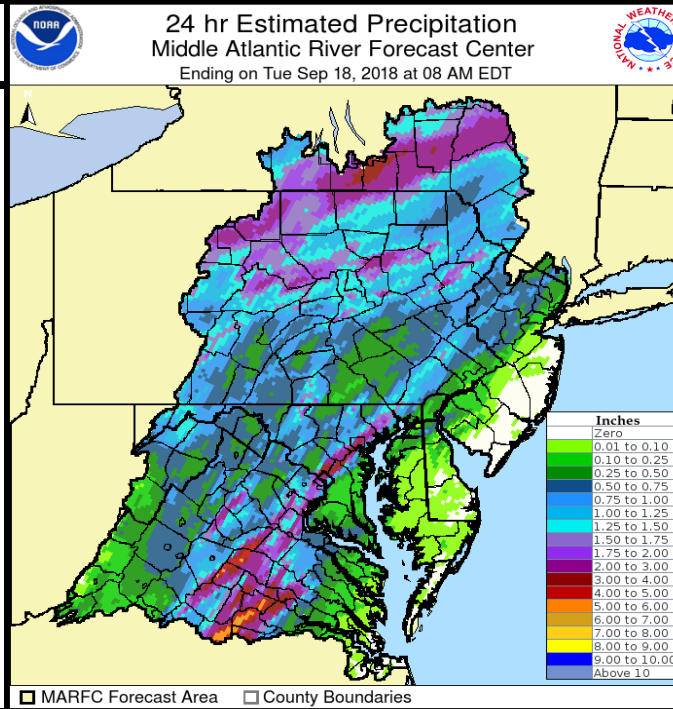 24 hr Estimated Precipitation
Middle Atlantic River Forecast Center
Ending on Tue Sep 18, 2018 at 08 AM EDT
NOAA
NATIONAL WEATHER
N
Inches
Zero
0.01 to 0.10
0.10 to 0.25
0.25 to 0.50
0.50 to 0.75
0.75 to 1.00
1.00 to 1.25
1.25 to 1.50
1.50 to 1.75
1.75 to 2.00
2.00 to 3.00
3.00 to 4.00
4.00 to 5.00
5.00 to 6.00
6.00 to 7.00
7.00 to 8.00
8.00 to 9.00
9.00 to 10.00
Above 10
MARFC Forecast Area County Boundaries